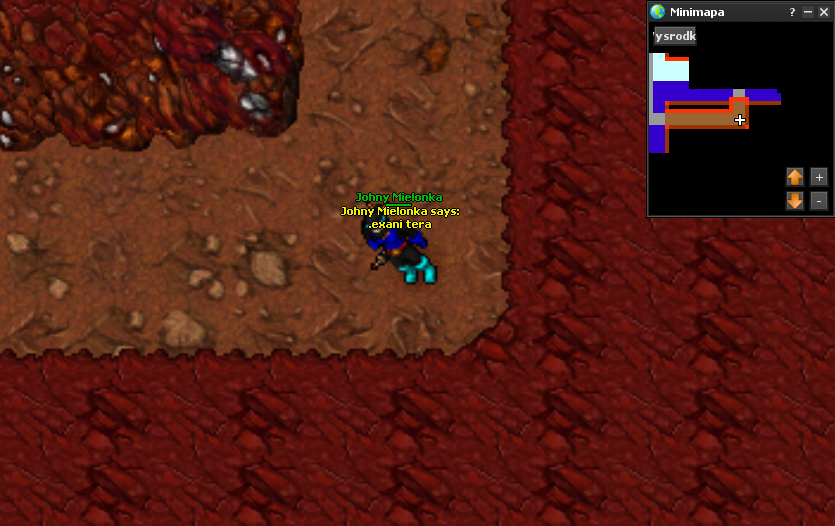 Minimapa
?
ysrodk
+
-
Johny Mielonka
Johny Mielonka says:
.exani tera